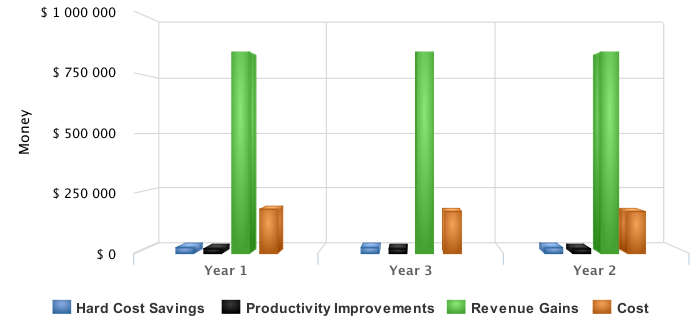 $ 1 000 000
$ 750 000
$ 500 000
$ 250 000
$ 0
Money
Year 1 Year 3 Year 2
Hard Cost Savings Productivity Improvements Revenue Gains Cost